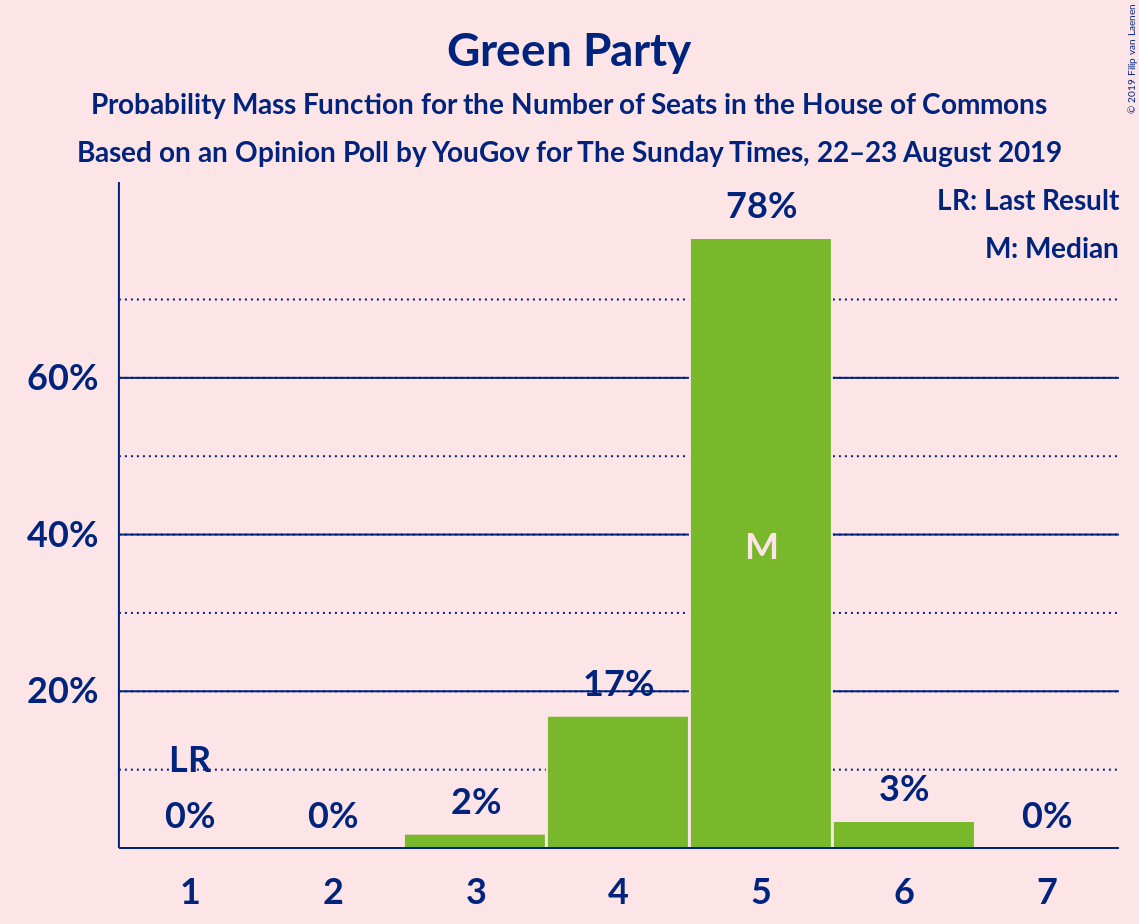 Green Party
Probability Mass Function for the Number of Seats in the House of Commons
Based on an Opinion Poll by YouGov for The Sunday Times, 22–23 August 2019
© 2019 Filip van Laenen
LR: Last Result
M: Median
78%
60%
40%
20%
M
17%
LR
0%
0%
2%
3%
0%
1
2
3
4
5
6
7